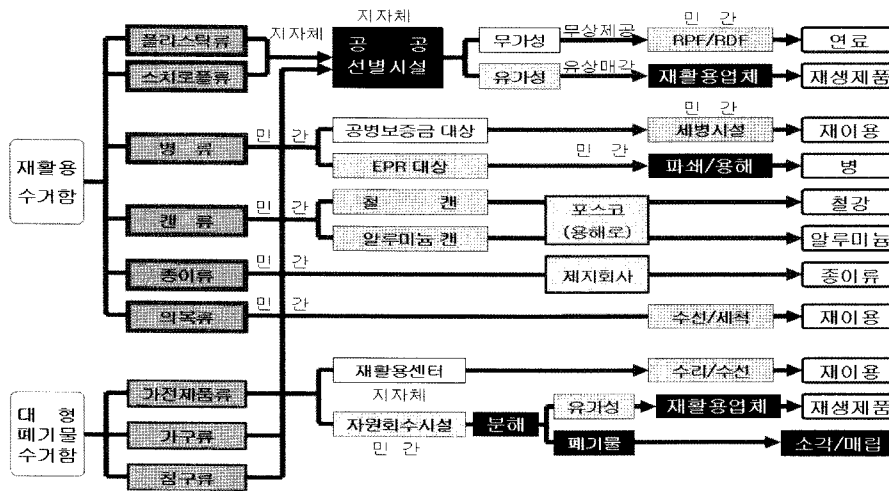 지자체
민 간
플라스틱류
지자체
공 공
선별시설
무가성
무상제공
RPF/RDF
연료
스치로폼류
유가성
유상매각
재활용업체
재생제품
민 간
재활용
수거함
병 류
민 간
공병보증금 대상
세병시설
재이용
민 간
EPR 대상
파쇄/용해
병
캔 류
민 간
철 캔
포스코
(용해로)
철강
알루미늄 캔
알루미늄
종이류
민 간
제지회사
종이류
의복류
민 간
수선/세척
재이용
대 형
폐기물
수거함
가전제품류
재활용센터
수리/수선
재이용
지자체
가구류
자원회수시설
민 간
분해
유가성
재활용업체
재생제품
폐기물
소각/매립
침구류